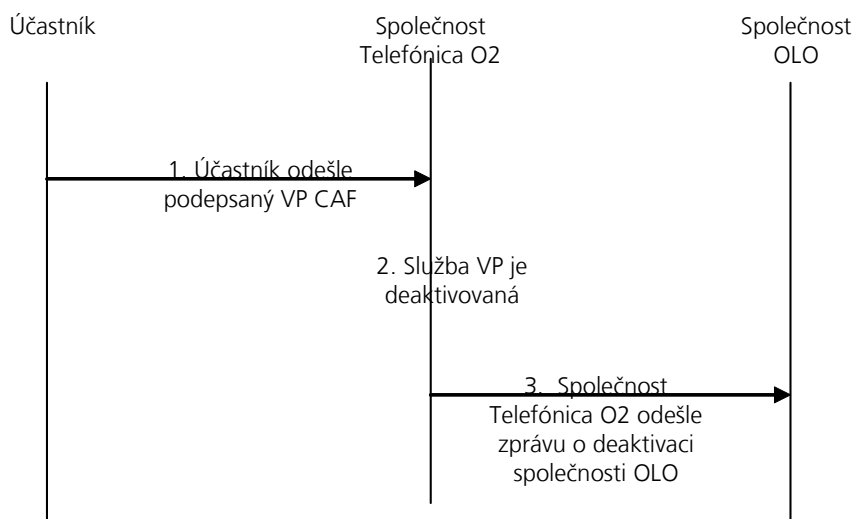 Účastník
Společnost
Telefónica O2
Společnost
OLO
1. Účastník odešle
podepsaný VP CAF
2. Služba VP je
deaktivovaná
3. Společnost
Telefónica O2 odešle
zprávu o deaktivaci
společnosti OLO